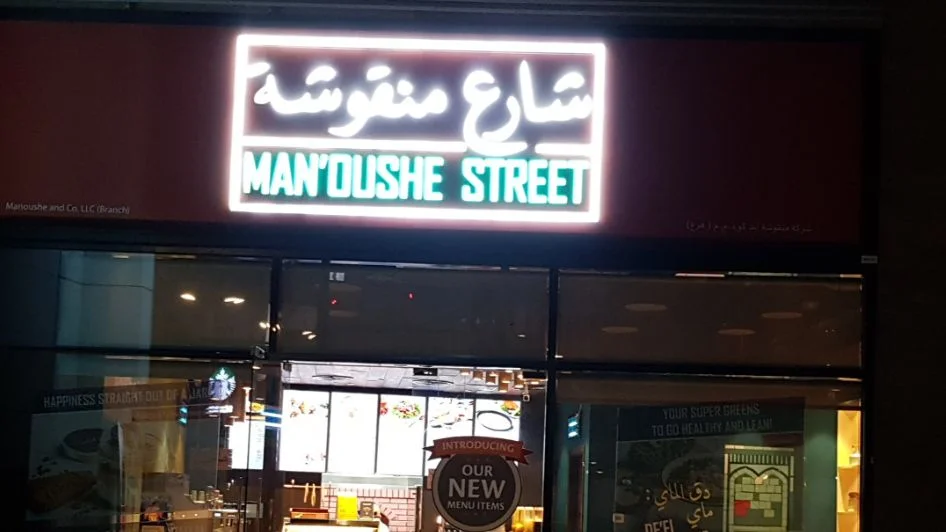 شارع منقوشة
MAN'OUSHE STREET
Manoushe and Co. LLC (Branch)
HAPPINESS STRAIGHT OUT OF A JAR
INTRODUCING
OUR
NEW
MENU ITEMS
YOUR SUPER GREENS
TO GO HEALTHY AND LEAN!